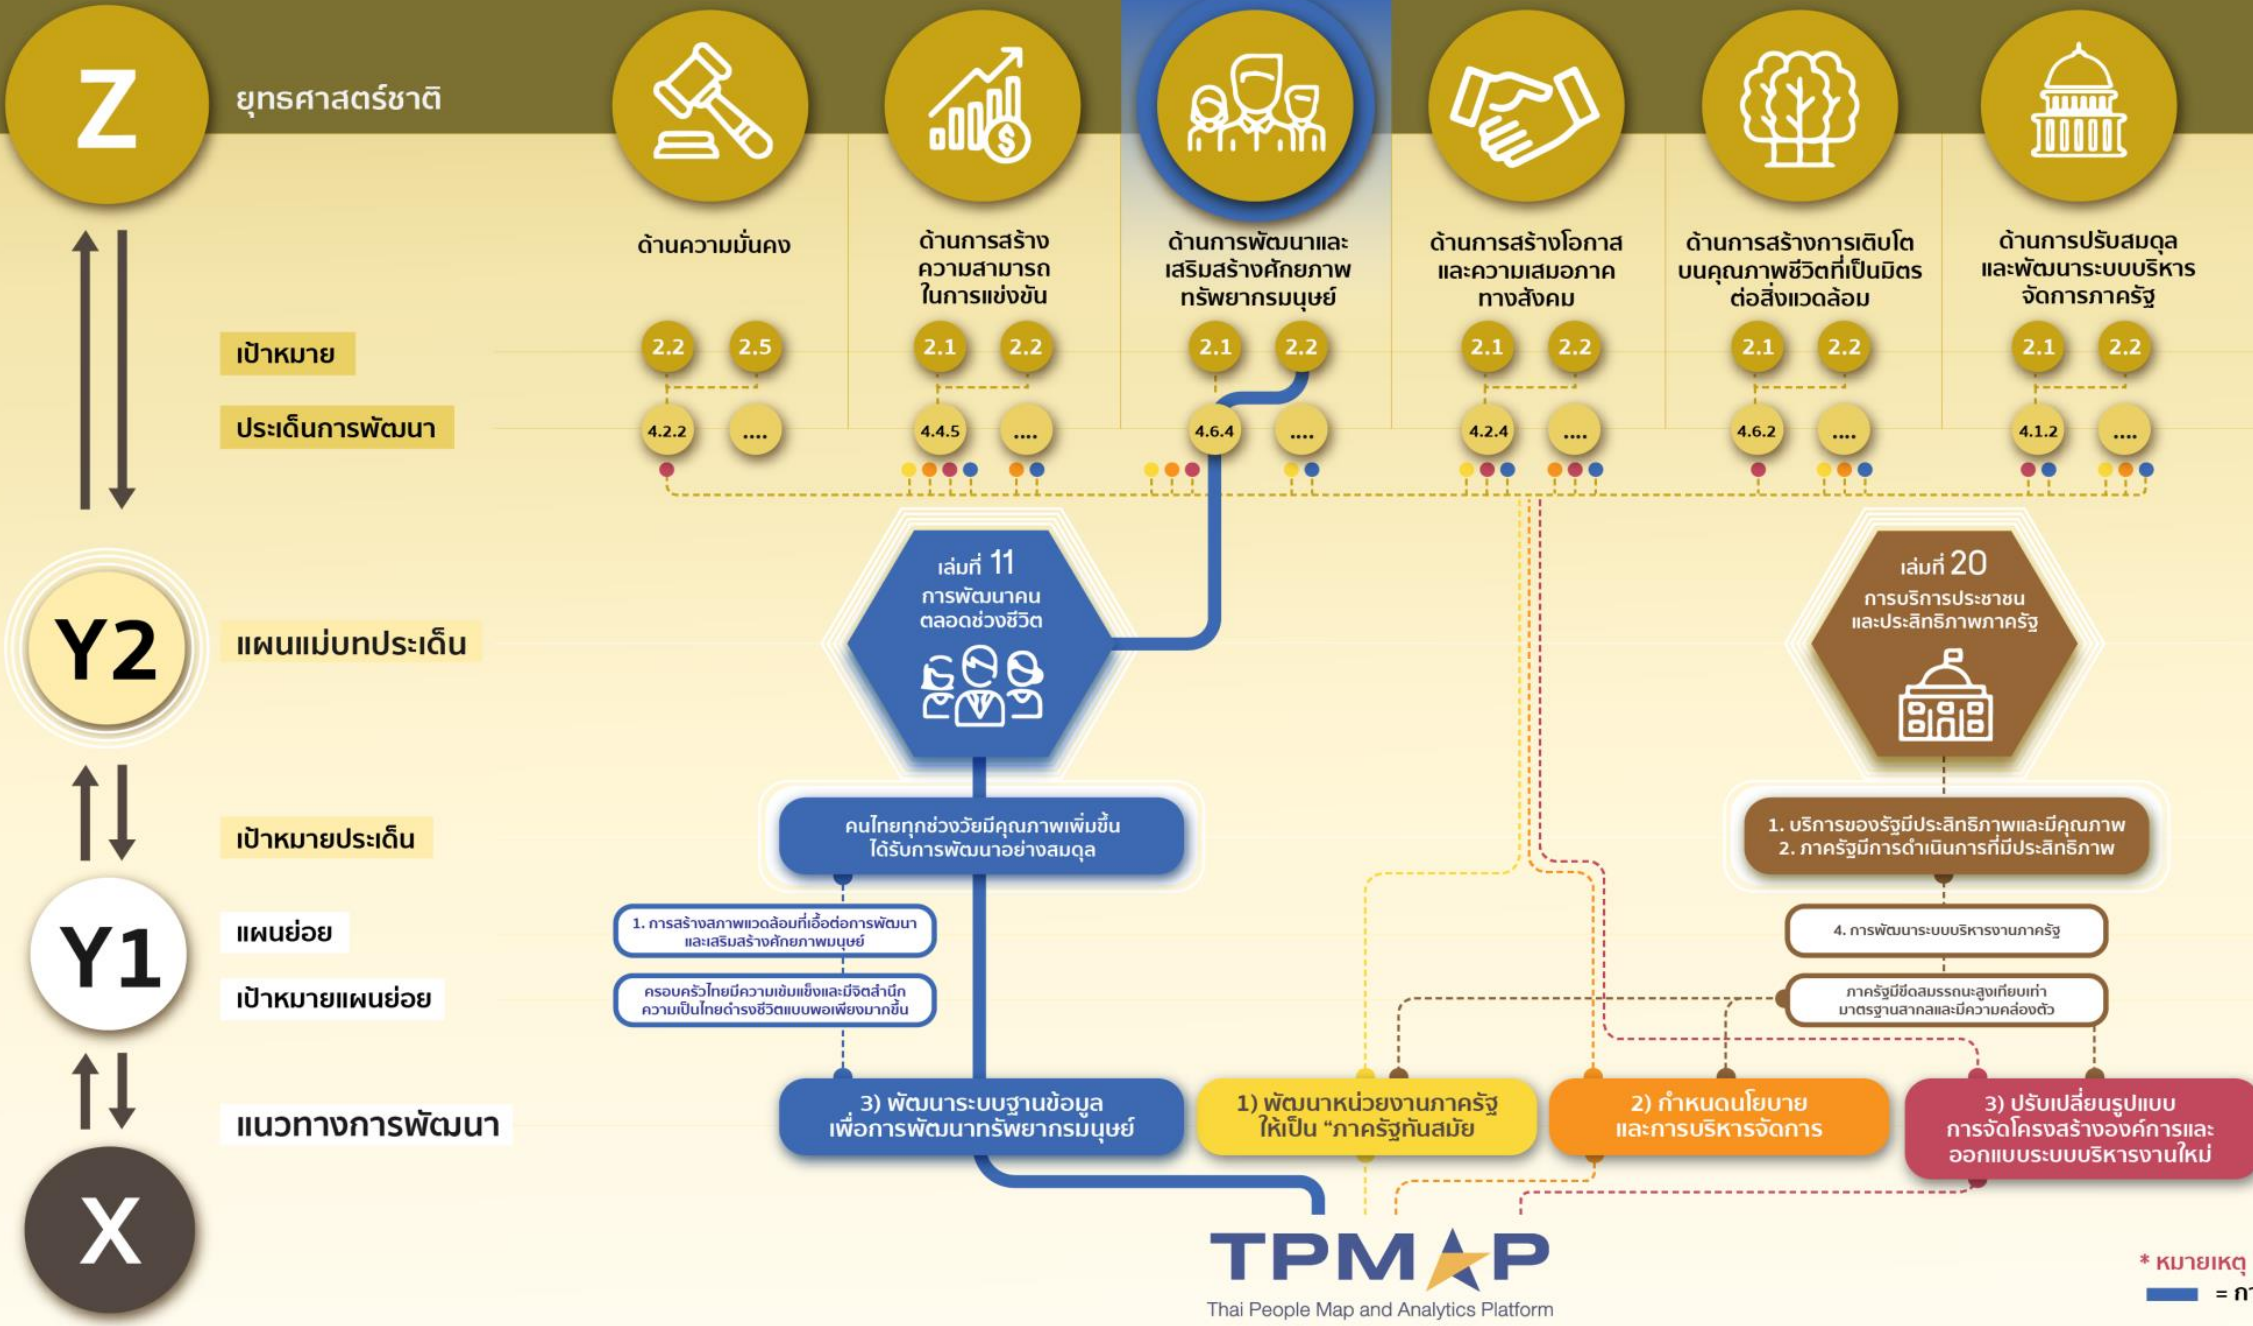 Z
ยุทธศาสตร์ชาติ
ด้านความมั่นคง
ด้านการสร้าง
ความสามารถ
ในการแข่งขัน
ด้านการพัฒนาและ
เสริมสร้างศักยภาพ
ทรัพยากรมนุษย์
ด้านการสร้างโอกาส
และความเสมอภาค
ทางสังคม
ด้านการสร้างการเติบโต
บนคุณภาพชีวิตที่เป็นมิตร
ต่อสิ่งแวดล้อม
ด้านการปรับสมดุล
และพัฒนาระบบบริหาร
จัดการภาครัฐ
เป้าหมาย
2.2 2.5 2.1 2.2 2.1 2.2 2.1 2.2 2.1 2.2 2.1 2.2
ประเด็นการพัฒนา
4.2.2 .... 4.4.5 .... 4.6.4 .... 4.2.4 .... 4.6.2 .... 4.1.2 ....
Y2
แผนแม่บทประเด็น
เล่มที่ 11
การพัฒนาคน
ตลอดช่วงชีวิต
เล่มที่ 20
การบริการประชาชน
และประสิทธิภาพภาครัฐ
เป้าหมายประเด็น
คนไทยทุกช่วงวัยมีคุณภาพเพิ่มขึ้น
ได้รับการพัฒนาอย่างสมดุล
1. บริการของรัฐมีประสิทธิภาพและมีคุณภาพ
2. ภาครัฐมีการดำเนินการที่มีประสิทธิภาพ
Y1
แผนย่อย
1. การสร้างสภาพแวดล้อมที่เอื้อต่อการพัฒนา
และเสริมสร้างศักยภาพมนุษย์
4. การพัฒนาระบบบริหารงานภาครัฐ
เป้าหมายแผนย่อย
ครอบครัวไทยมีความเข้มแข็งและมีจิตสำนึก
ความเป็นไทยดำรงชีวิตแบบพอเพียงมากขึ้น
ภาครัฐมีขีดสมรรถนะสูงเทียบเท่า
มาตรฐานสากลและมีความคล่องตัว
แนวทางการพัฒนา
3) พัฒนาระบบฐานข้อมูล
เพื่อการพัฒนาทรัพยากรมนุษย์
1) พัฒนาหน่วยงานภาครัฐ
ให้เป็น “ภาครัฐทันสมัย
2) กำหนดนโยบาย
และการบริหารจัดการ
3) ปรับเปลี่ยนรูปแบบ
การจัดโครงสร้างองค์การและ
ออกแบบระบบบริหารงานใหม่
X
TPMAP
Thai People Map and Analytics Platform
* หมายเหตุ
=